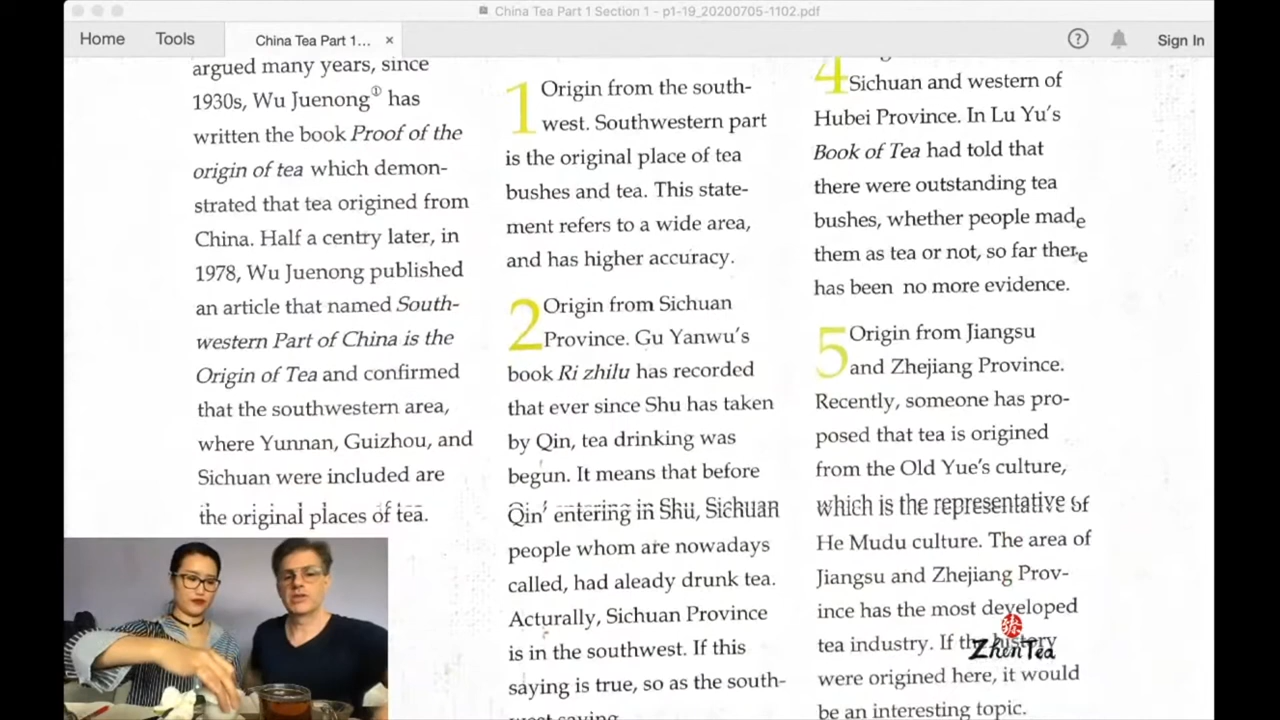 China Tea Part 1 Section 1 - p1-19_20200705-1102.pdf
Home
Tools
China Tea Part 1... ×
?
Sign In
argued many years, since
1930s, Wu Juenong① has
written the book Proof of the
origin of tea which demon-
strated that tea origined from
China. Half a centry later, in
1978, Wu Juenong published
an article that named South-
western Part of China is the
Origin of Tea and confirmed
that the southwestern area,
where Yunnan, Guizhou, and
Sichuan were included are
the original places of tea.
1 Origin from the south-
west. Southwestern part
is the original place of tea
bushes and tea. This state-
ment refers to a wide area,
and has higher accuracy.
2 Origin from Sichuan
Province. Gu Yanwu's
book Ri zhilu has recorded
that ever since Shu has taken
by Qin, tea drinking was
begun. It means that before
Qin' entering in Shu, Sichuan
people whom are nowadays
called, had aleady drunk tea.
Acturally, Sichuan Province
is in the southwest. If this
saying is true, so as the south-
west saying.
4
Sichuan and western of
Hubei Province. In Lu Yu's
Book of Tea had told that
there were outstanding tea
bushes, whether people made
them as tea or not, so far there
has been no more evidence.
5 Origin from Jiangsu
and Zhejiang Province.
Recently, someone has pro-
posed that tea is origined
from the Old Yue's culture,
which is the representative of
He Mudu culture. The area of
Jiangsu and Zhejiang Prov-
ince has the most developed
tea industry. If the history
were origined here, it would
be an interesting topic.
ZhenTea